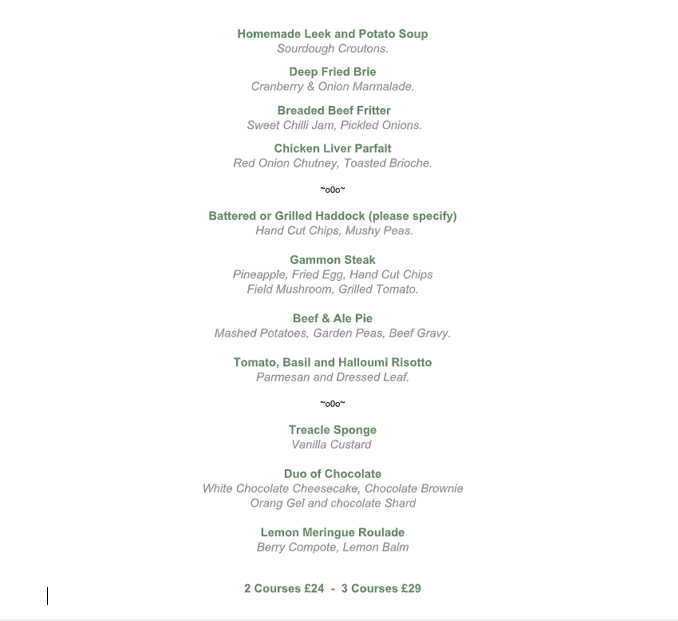 Homemade Leek and Potato Soup
Sourdough Croutons.
Deep Fried Brie
Cranberry & Onion Marmalade.
Breaded Beef Fritter
Sweet Chilli Jam, Pickled Onions.
Chicken Liver Parfait
Red Onion Chutney, Toasted Brioche.
~o0o~
Battered or Grilled Haddock (please specify)
Hand Cut Chips, Mushy Peas.
Gammon Steak
Pineapple, Fried Egg, Hand Cut Chips
Field Mushroom, Grilled Tomato.
Beef & Ale Pie
Mashed Potatoes, Garden Peas, Beef Gravy.
Tomato, Basil and Halloumi Risotto
Parmesan and Dressed Leaf.
~o0o~
Treacle Sponge
Vanilla Custard
Duo of Chocolate
White Chocolate Cheesecake, Chocolate Brownie
Orang Gel and chocolate Shard
Lemon Meringue Roulade
Berry Compote, Lemon Balm
2 Courses £24 - 3 Courses £29